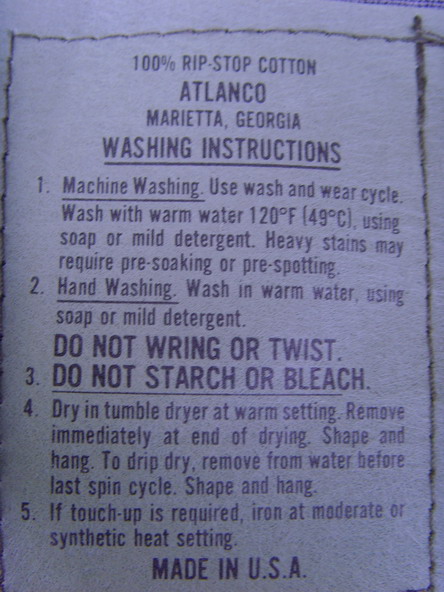 100% RIP-STOP COTTON
ATLANCO
MARIETTA, GEORGIA
WASHING INSTRUCTIONS
1. Machine Washing. Use wash and wear cycle.
Wash with warm water 120°F (49°C), using
soap or mild detergent. Heavy stains may
require pre-soaking or pre-spotting.
2. Hand Washing. Wash in warm water, using
soap or mild detergent.
DO NOT WRING OR TWIST.
3. DO NOT STARCH OR BLEACH.
4. Dry in tumble dryer at warm setting. Remove
immediately at end of drying. Shape and
hang. To drip dry, remove from water before
last spin cycle. Shape and hang.
5. If touch-up is required, iron at moderate or
synthetic heat setting.
MADE IN U.S.A.